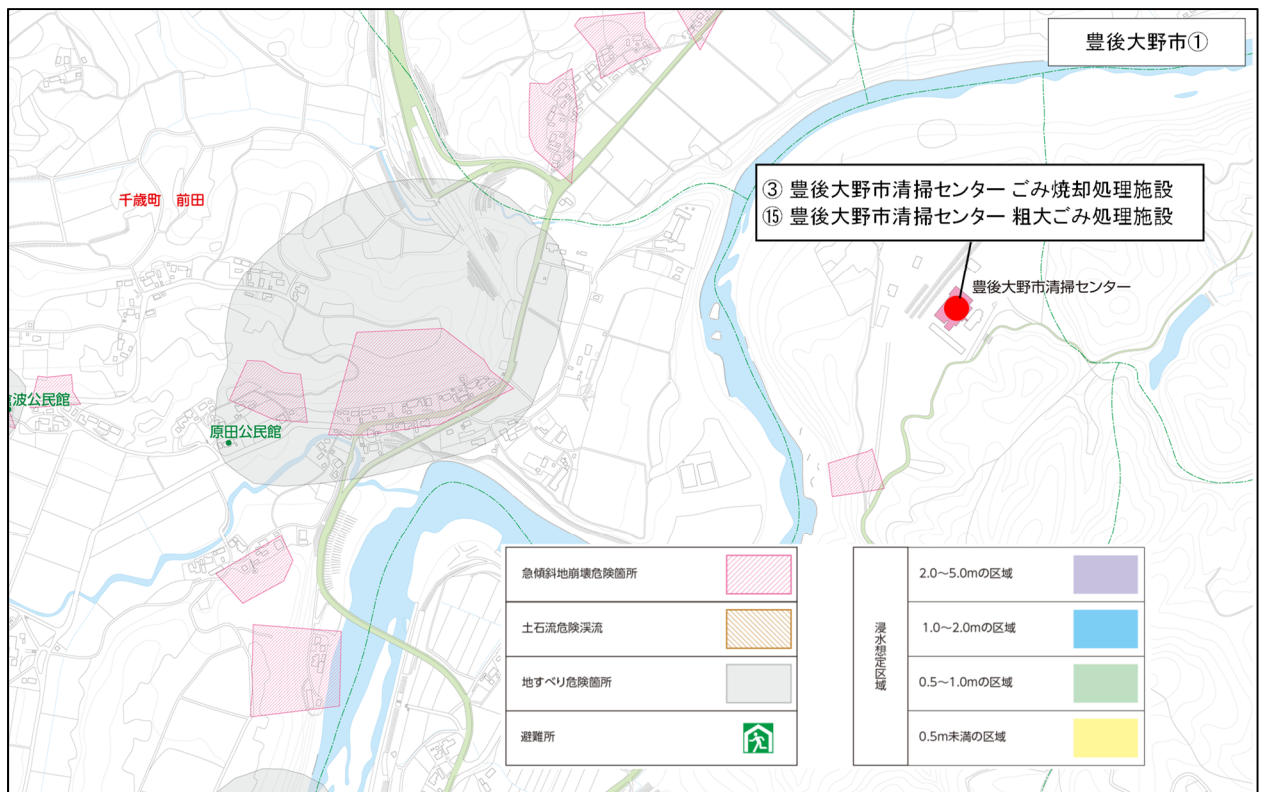 豊後大野市①
千歳町 前田
③ 豊後大野市清掃センター ごみ焼却処理施設
⑮ 豊後大野市清掃センター 粗大ごみ処理施設
豊後大野市清掃センター
波公民館
原田公民館
急傾斜地崩壊危険箇所
土石流危険渓流
地すべり危険箇所
避難所
浸水想定区域
2.0～5.0mの区域
1.0～2.0mの区域
0.5～1.0mの区域
0.5m未満の区域